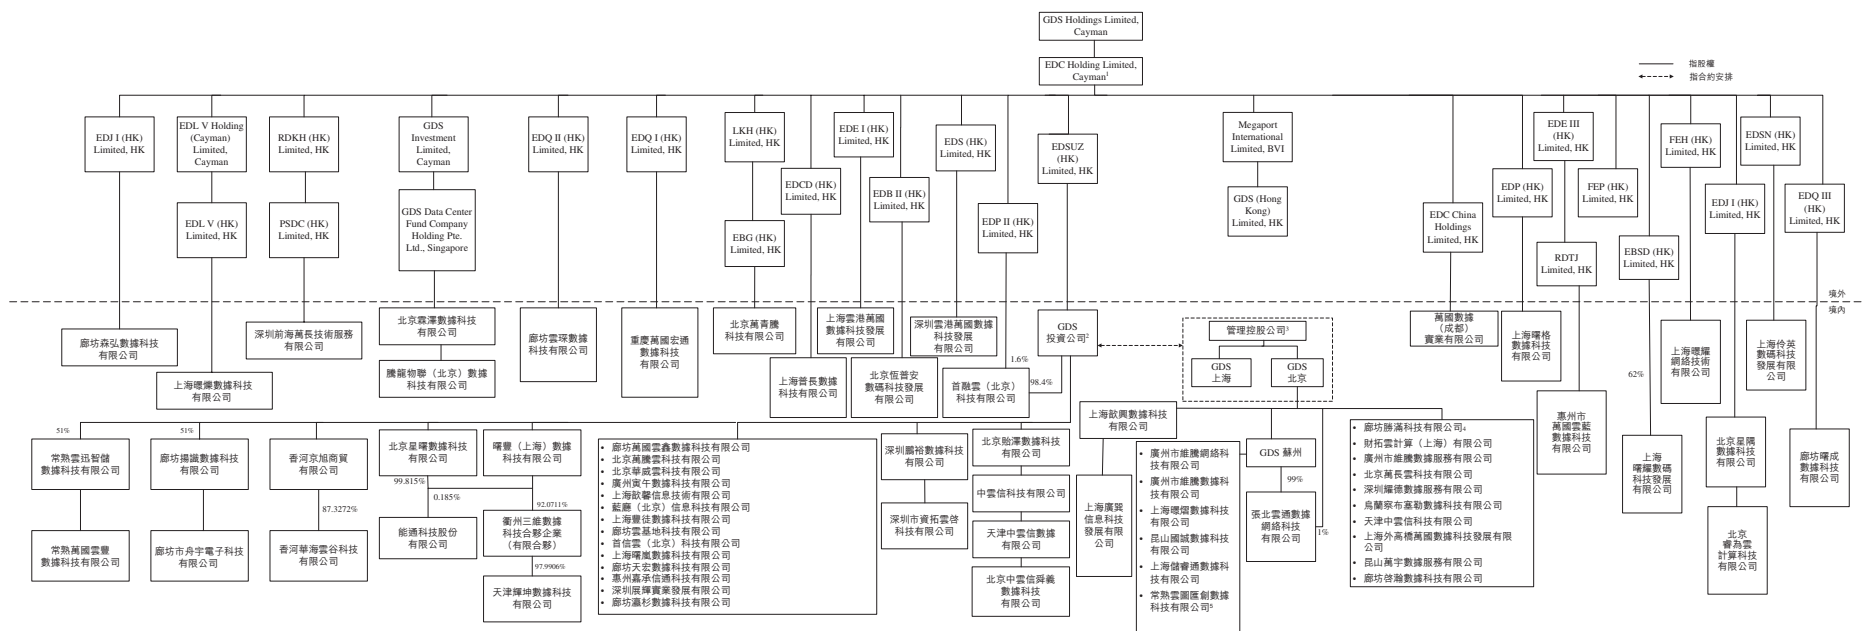 GDS Holdings Limited,
Cayman
EDC Holding Limited,
Cayman1
指股權
指合約安排
EDJ I (HK)
Limited, HK
EDL V Holding
(Cayman)
Limited,
Cayman
RDKH (HK)
Limited, HK
GDS
Investment
Limited,
Cayman
EDQ II (HK)
Limited, HK
EDQ I (HK)
Limited, HK
LKH (HK)
Limited, HK
EDE I (HK)
Limited, HK
EDS (HK)
Limited, HK
EDSUZ
(HK)
Limited, HK
Megaport
International
Limited, BVI
EDE III
(HK)
Limited, HK
FEH (HK)
Limited, HK
EDSN (HK)
Limited, HK
EDCD (HK)
Limited, HK
EDB II (HK)
Limited, HK
EDP (HK)
Limited, HK
FEP (HK)
Limited, HK
EDJ I (HK)
Limited, HK
EDQ III
(HK)
Limited, HK
EDL V (HK)
Limited, HK
PSDC (HK)
Limited, HK
GDS Data Center
Fund Company
Holding Pte.
Ltd., Singapore
EBG (HK)
Limited, HK
EDP II (HK)
Limited, HK
GDS (Hong
Kong)
Limited, HK
EDC China
Holdings
Limited, HK
RDTJ
Limited, HK
EBSD (HK)
Limited, HK
境外
境內
廊坊森弘數據科技
有限公司
上海曖爍數據科技
有限公司
深圳前海萬長技術服務
有限公司
北京霖澤數據科技
有限公司
騰龍物聯（北京）數據
科技有限公司
廊坊雲琛數據
科技有限公司
重慶萬國宏通
數據科技
有限公司
北京萬青騰
科技有限公司
上海普長數據
科技有限公司
上海雲港萬國
數據科技發展
有限公司
北京恆普安
數碼科技發展
有限公司
深圳雲港萬國數據
科技發展
有限公司
首融雲（北京）
科技有限公司
1.6%
98.4%
GDS
投資公司2
管理控股公司3
GDS
上海
GDS
北京
萬國數據
（成都）
實業有限公司
上海曙格
數據科技
有限公司
惠州市
萬國雲藍
數據科技
有限公司
62%
上海
曙耀數碼
科技發展
有限公司
上海曖耀
網絡技術
有限公司
北京星隅
數據科技
有限公司
北京
睿為雲
計算科技
有限公司
上海伶英
數碼科技
發展有限
公司
廊坊曙成
數據科技
有限公司
51%
常熟雲迅智儲
數據科技有限公司
常熟萬國雲豐
數據科技有限公司
51%
廊坊揚識數據科技
有限公司
廊坊市舟宇電子科技
有限公司
香河京旭商貿
有限公司
87.3272%
香河華海雲谷科技
有限公司
北京星曙數據科技
有限公司
99.815%
0.185%
能通科技股份
有限公司
曙豐（上海）數據
科技有限公司
92.0711%
衢州三維數據
科技合夥企業
（有限合夥）
97.9906%
天津輝坤數據科技
有限公司
• 廊坊萬國雲鑫數據科技有限公司
• 北京萬騰雲科技有限公司
• 北京華威雲科技有限公司
• 廣州寅午數據科技有限公司
• 上海歆馨信息技術有限公司
• 藍廳（北京）信息科技有限公司
• 上海豐徒數據科技有限公司
• 廊坊雲基地科技有限公司
• 首信雲（北京）科技有限公司
• 上海曙嵐數據科技有限公司
• 廊坊天宏數據科技有限公司
• 惠州嘉承信通科技有限公司
• 深圳展輝實業發展有限公司
• 廊坊瀛杉數據科技有限公司
深圳鵬裕數據科技
有限公司
深圳市資拓雲啓
科技有限公司
北京貽澤數據科技
有限公司
中雲信科技有限公司
天津中雲信數據
有限公司
北京中雲信舜義
數據科技
有限公司
上海歆興數據科技
有限公司
上海廣巽
信息科技
發展有限
公司
• 廣州市維騰網絡科
技有限公司
• 廣州市維騰數據科
技有限公司
• 上海曖熠數據科
技有限公司
• 昆山國誠數據科技
有限公司
• 上海儲睿通數據科
技有限公司
• 常熟雲圖匯創數據
科技有限公司5
GDS 蘇州
99%
張北雲通數據
網絡科技
有限公司
1%
• 廊坊勝滿科技有限公司4
• 財拓雲計算（上海）有限公司
• 廣州市維騰數據服務有限公司
• 北京萬長雲科技有限公司
• 深圳耀德數據服務有限公司
• 烏蘭察布塞勒數據科技有限公司
• 天津中雲信科技有限公司
• 上海外高橋萬國數據科技發展有限
公司
• 昆山萬宇數據服務有限公司
• 廊坊啓瀚數據科技有限公司